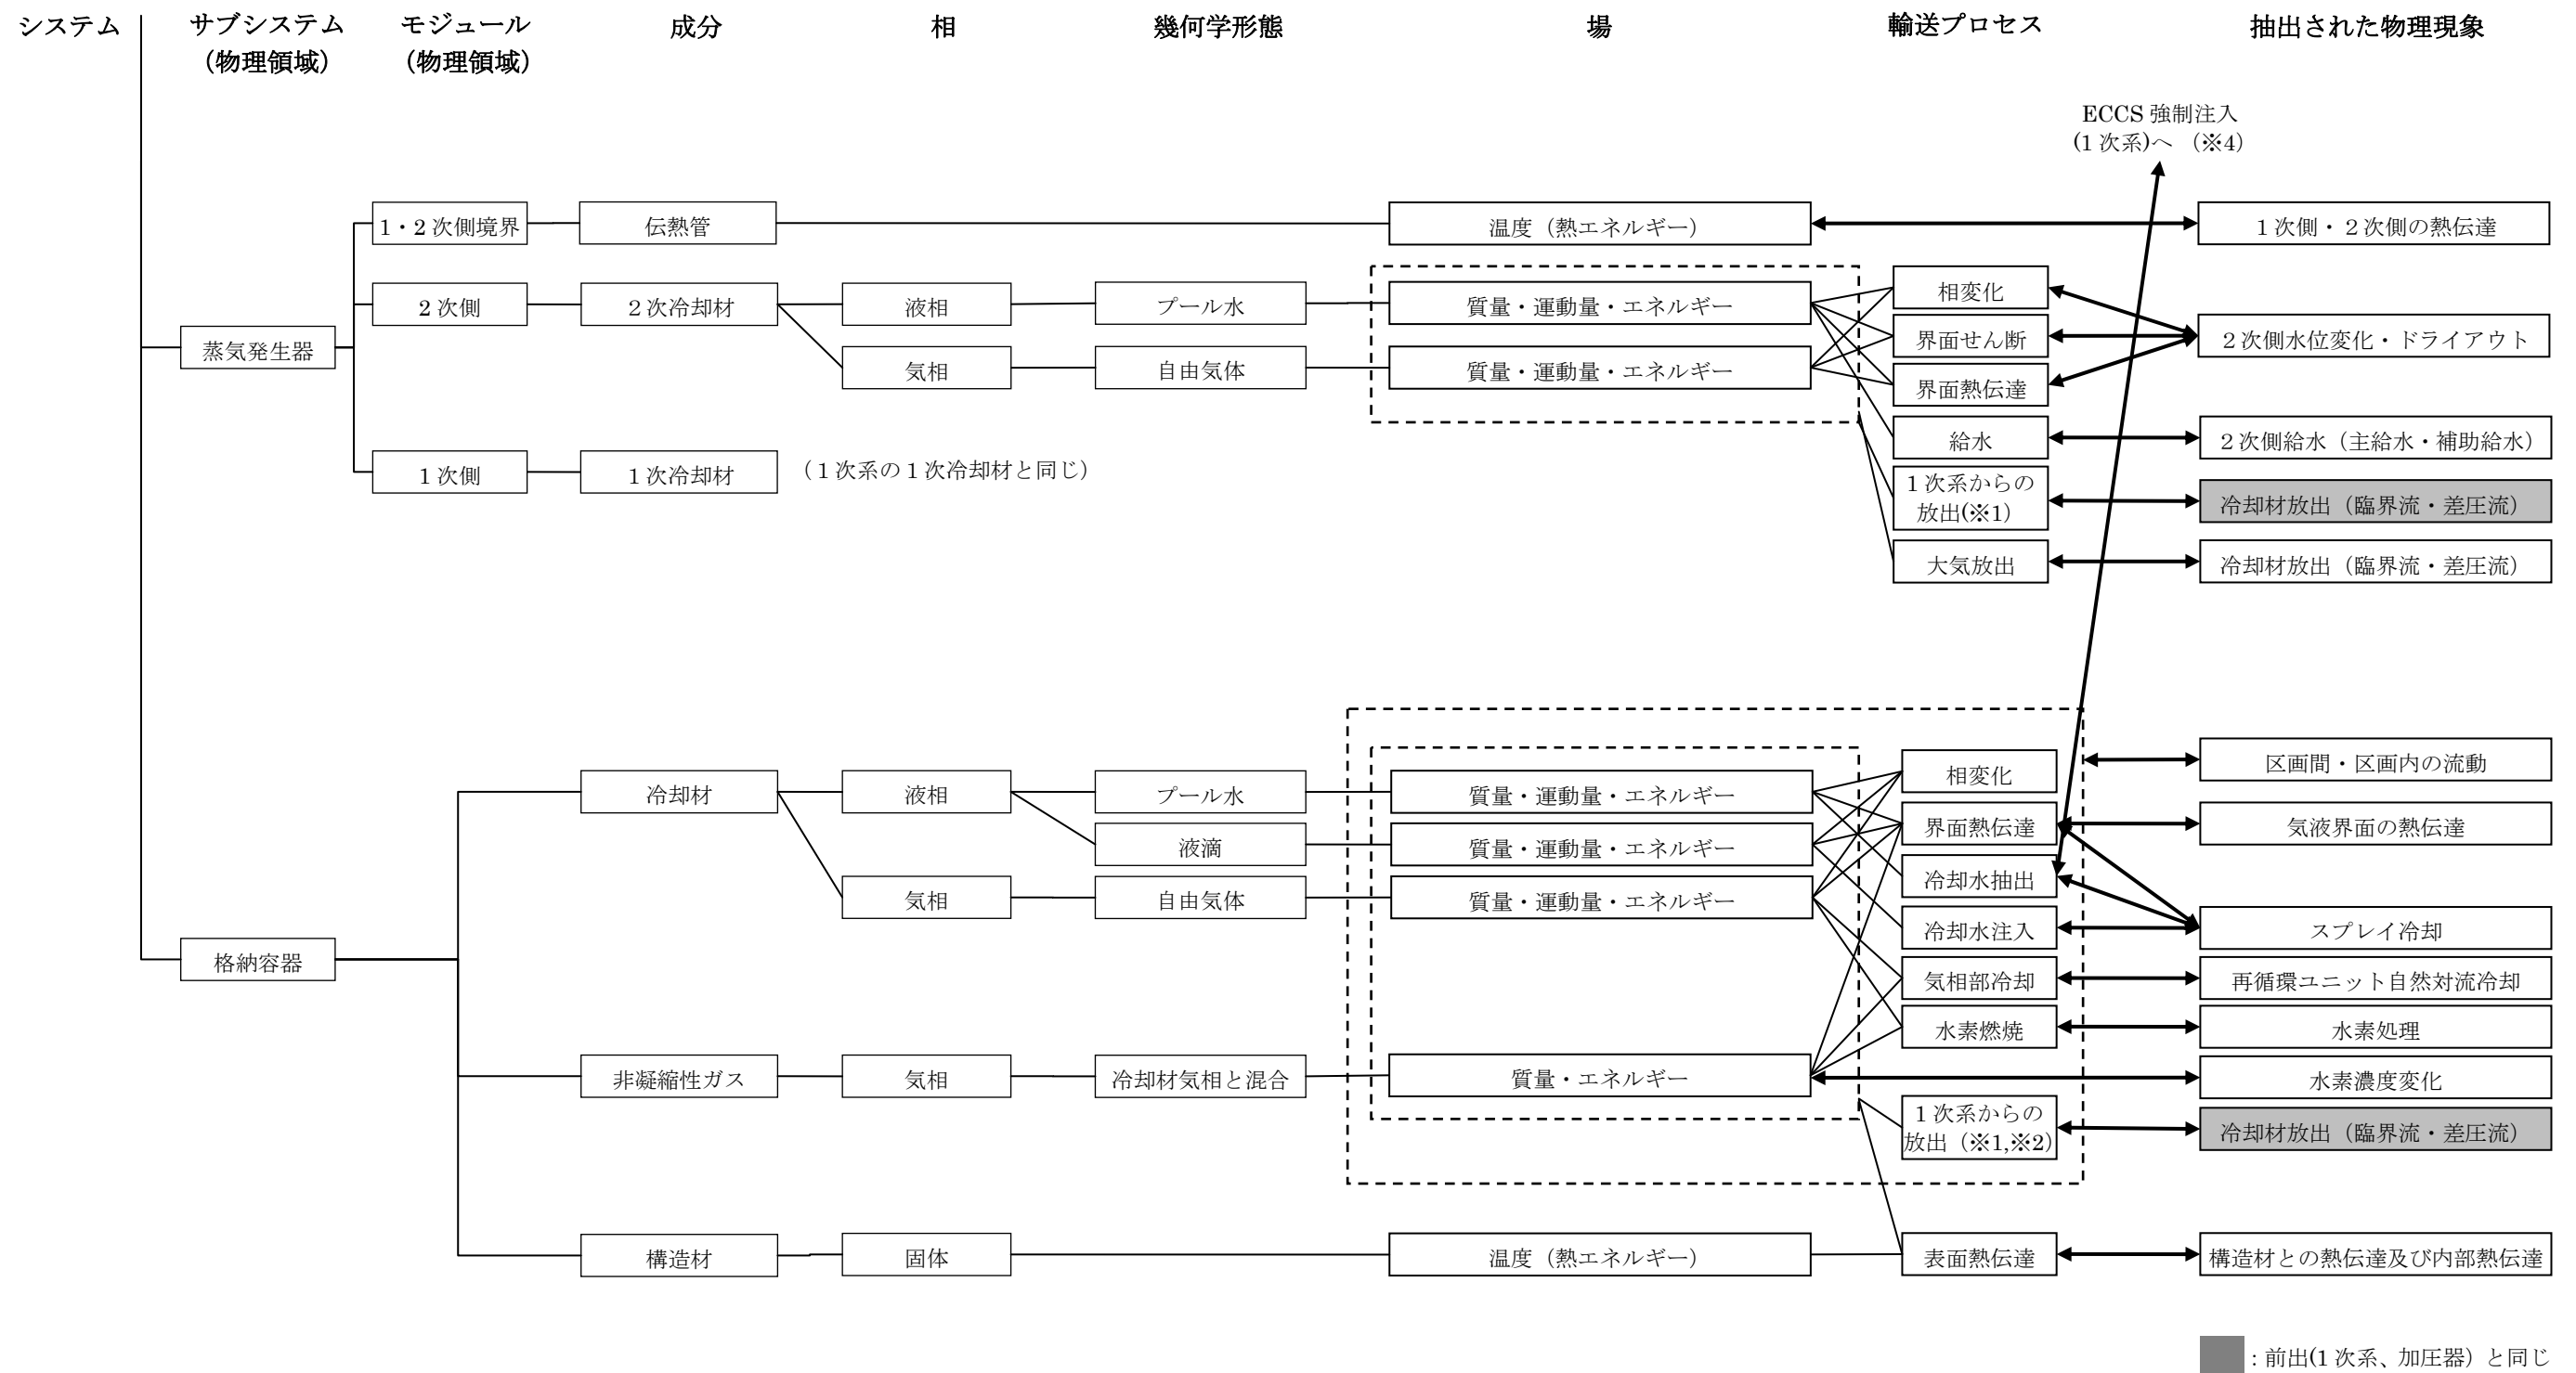 システム
サブシステム
(物理領域)
モジュール
(物理領域)
成分
相
幾何学形態
場
輸送プロセス
抽出された物理現象
ECCS 強制注入
(1 次系)へ （※4）
1・2 次側境界
伝熱管
温度（熱エネルギー）
１次側・２次側の熱伝達
2 次側
２次冷却材
液相
プール水
質量・運動量・エネルギー
相変化
蒸気発生器
界面せん断
２次側水位変化・ドライアウト
気相
自由気体
質量・運動量・エネルギー
界面熱伝達
給水
２次側給水（主給水・補助給水）
1 次側
１次冷却材
（１次系の１次冷却材と同じ）
１次系からの
放出(※1）
冷却材放出（臨界流・差圧流）
大気放出
冷却材放出（臨界流・差圧流）
区画間・区画内の流動
冷却材
液相
プール水
質量・運動量・エネルギー
相変化
液滴
質量・運動量・エネルギー
界面熱伝達
気液界面の熱伝達
気相
自由気体
質量・運動量・エネルギー
冷却水抽出
冷却水注入
スプレイ冷却
格納容器
気相部冷却
再循環ユニット自然対流冷却
水素燃焼
水素処理
非凝縮性ガス
気相
冷却材気相と混合
質量・エネルギー
水素濃度変化
１次系からの
放出（※1,※2）
冷却材放出（臨界流・差圧流）
構造材
固体
温度（熱エネルギー）
表面熱伝達
構造材との熱伝達及び内部熱伝達
: 前出(1 次系、加圧器）と同じ